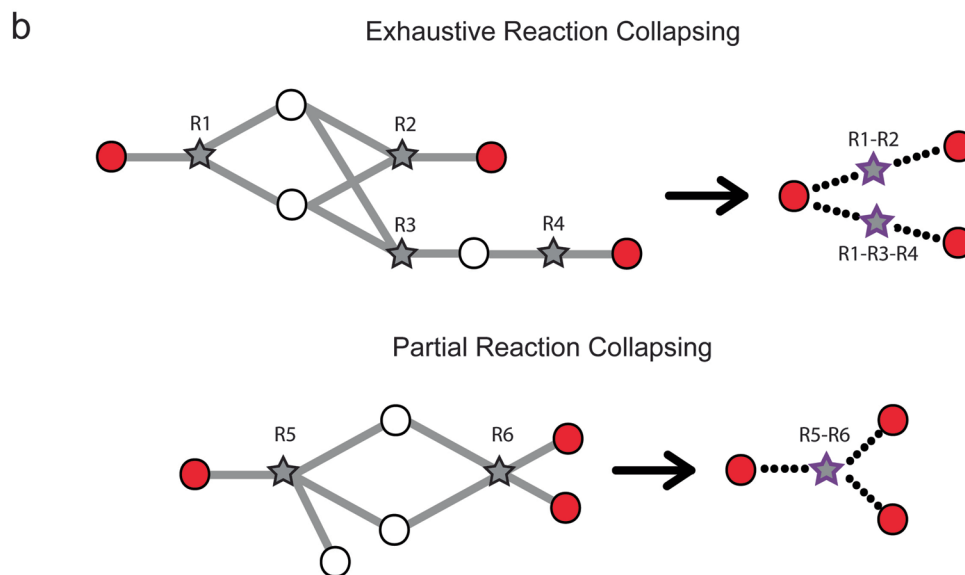 b
Exhaustive Reaction Collapsing
R1
R2
R1-R2
R3
R4
R1-R3-R4
Partial Reaction Collapsing
R5
R6
R5-R6